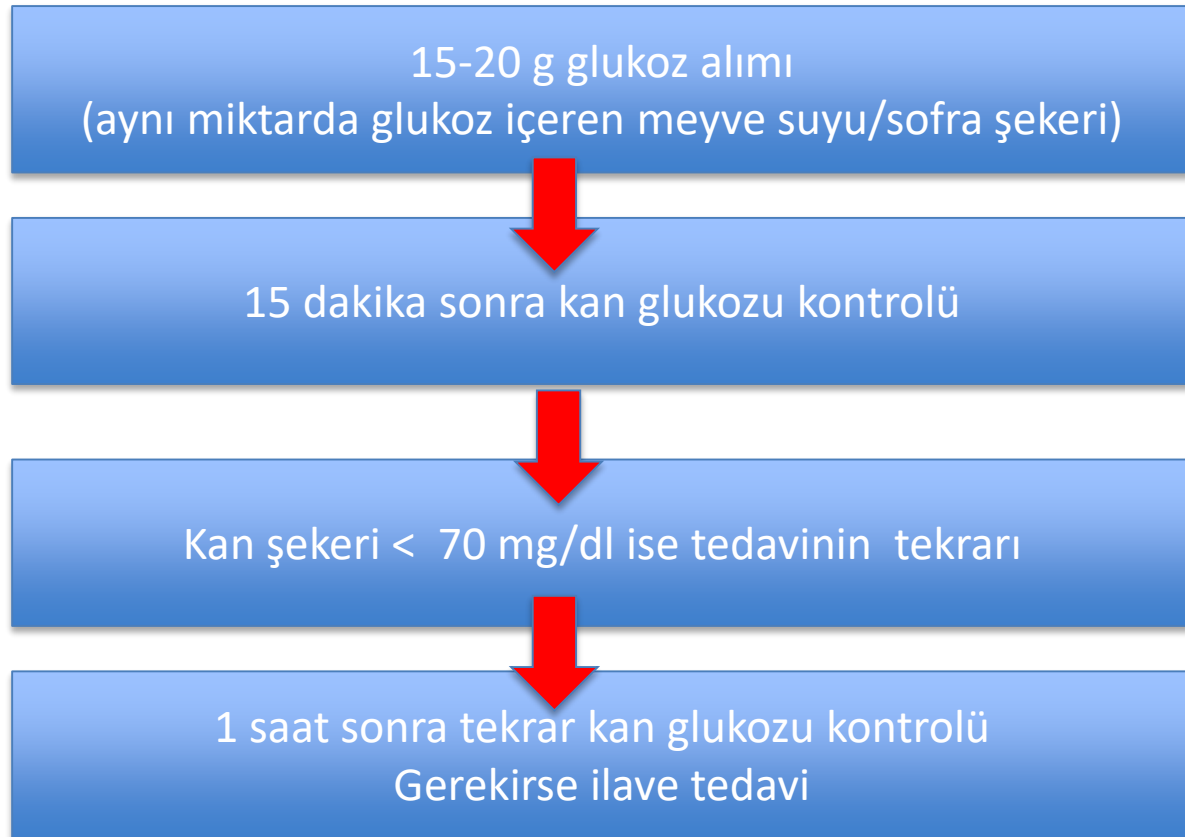 15-20 g glukoz alımı
(aynı miktarda glukoz içeren meyve suyu/sofra şekeri)
15 dakika sonra kan glukozu kontrolü
Kan şekeri < 70 mg/dl ise tedavinin tekrarı
1 saat sonra tekrar kan glukozu kontrolü
Gerekirse ilave tedavi